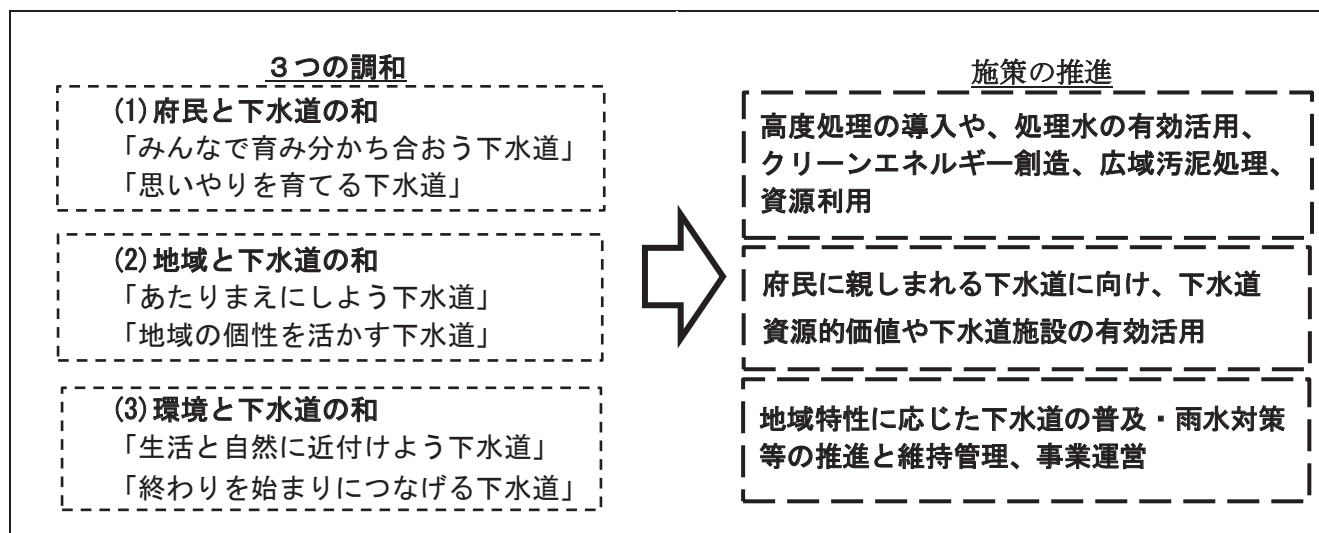 ３つの調和
(1)府民と下水道の和
「みんなで育み分かち合おう下水道」
「思いやりを育てる下水道」
(2)地域と下水道の和
「あたりまえにしよう下水道」
「地域の個性を活かす下水道」
(3)環境と下水道の和
「生活と自然に近付けよう下水道」
「終わりを始まりにつなげる下水道」
施策の推進
高度処理の導入や、処理水の有効活用、
クリーンエネルギー創造、広域汚泥処理、
資源利用
府民に親しまれる下水道に向け、下水道
資源的価値や下水道施設の有効活用
地域特性に応じた下水道の普及・雨水対策
等の推進と維持管理、事業運営